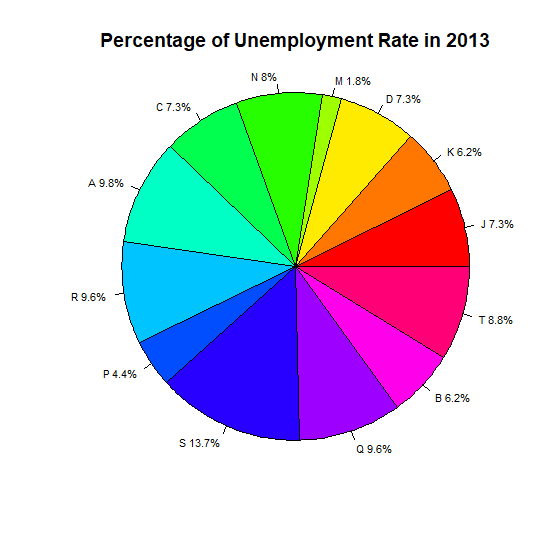 Percentage of Unemployment Rate in 2013
N 8%
M 1.8%
D 7.3%
C 7.3%
K 6.2%
A 9.8%
J 7.3%
R 9.6%
T 8.8%
P 4.4%
B 6.2%
S 13.7%
Q 9.6%